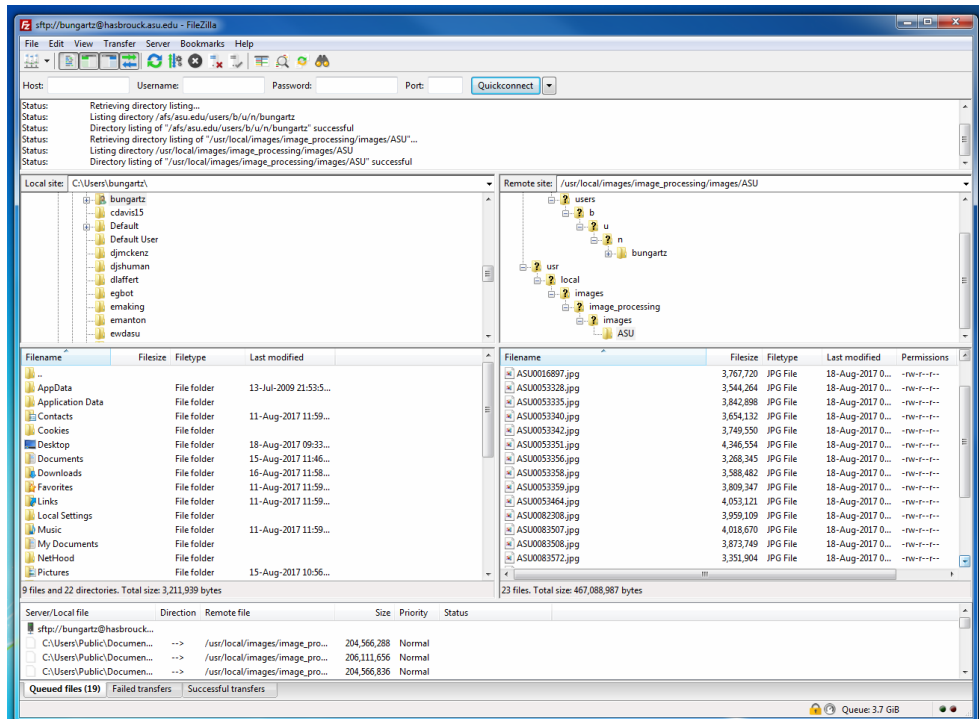 sftp://bungartz@hasbrouck.asu.edu - FileZilla
File Edit View Transfer Server Bookmarks Help
Host: Username: Password: Port: Quickconnect
Status: Retrieving directory listing...
Status: Listing directory /afs/asu.edu/users/b/u/n/bungartz
Status: Directory listing of "/afs/asu.edu/users/b/u/n/bungartz" successful
Status: Retrieving directory listing of "/usr/local/images/image_processing/images/ASU"...
Status: Listing directory /usr/local/images/image_processing/images/ASU
Status: Directory listing of "/usr/local/images/image_processing/images/ASU" successful
Local site: C:\Users\bungartz\
bungartz
cdavis15
Default
Default User
djmckenz
djshuman
dlaffert
egbot
emaking
emanton
ewdasu
Remote site: /usr/local/images/image_processing/images/ASU
users
b
u
n
bungartz
usr
local
images
image_processing
images
ASU
Filename Filesize Filetype Last modified
..
AppData File folder 13-Jul-2009 21:53:5...
Application Data File folder
Contacts File folder 11-Aug-2017 11:59...
Cookies File folder
Desktop File folder 18-Aug-2017 09:33...
Documents File folder 15-Aug-2017 11:46...
Downloads File folder 16-Aug-2017 11:58...
Favorites File folder 11-Aug-2017 11:59...
Links File folder 11-Aug-2017 11:59...
Local Settings File folder
Music File folder 11-Aug-2017 11:59...
My Documents File folder
NetHood File folder
Pictures File folder 15-Aug-2017 10:56...
9 files and 22 directories. Total size: 3,211,939 bytes
Filename Filesize Filetype Last modified Permissions
ASU0016897.jpg 3,767,720 JPG File 18-Aug-2017 0... -rw-r--r--
ASU0053328.jpg 3,544,264 JPG File 18-Aug-2017 0... -rw-r--r--
ASU0053335.jpg 3,842,898 JPG File 18-Aug-2017 0... -rw-r--r--
ASU0053340.jpg 3,654,132 JPG File 18-Aug-2017 0... -rw-r--r--
ASU0053342.jpg 3,749,550 JPG File 18-Aug-2017 0... -rw-r--r--
ASU0053351.jpg 4,346,554 JPG File 18-Aug-2017 0... -rw-r--r--
ASU0053356.jpg 3,268,345 JPG File 18-Aug-2017 0... -rw-r--r--
ASU0053358.jpg 3,588,482 JPG File 18-Aug-2017 0... -rw-r--r--
ASU0053359.jpg 3,809,347 JPG File 18-Aug-2017 0... -rw-r--r--
ASU0053464.jpg 4,053,121 JPG File 18-Aug-2017 0... -rw-r--r--
ASU0082308.jpg 3,959,109 JPG File 18-Aug-2017 0... -rw-r--r--
ASU0083507.jpg 4,018,670 JPG File 18-Aug-2017 0... -rw-r--r--
ASU0083508.jpg 3,873,749 JPG File 18-Aug-2017 0... -rw-r--r--
ASU0083572.jpg 3,351,904 JPG File 18-Aug-2017 0... -rw-r--r--
23 files. Total size: 467,088,987 bytes
Server/Local file Direction Remote file Size Priority Status
sftp://bungartz@hasbrouck...
C:\Users\Public\Documen... --> /usr/local/images/image_pro... 204,566,288 Normal
C:\Users\Public\Documen... --> /usr/local/images/image_pro... 206,111,656 Normal
C:\Users\Public\Documen... --> /usr/local/images/image_pro... 204,566,836 Normal
Queued files (19) Failed transfers Successful transfers
Queue: 3.7 GiB